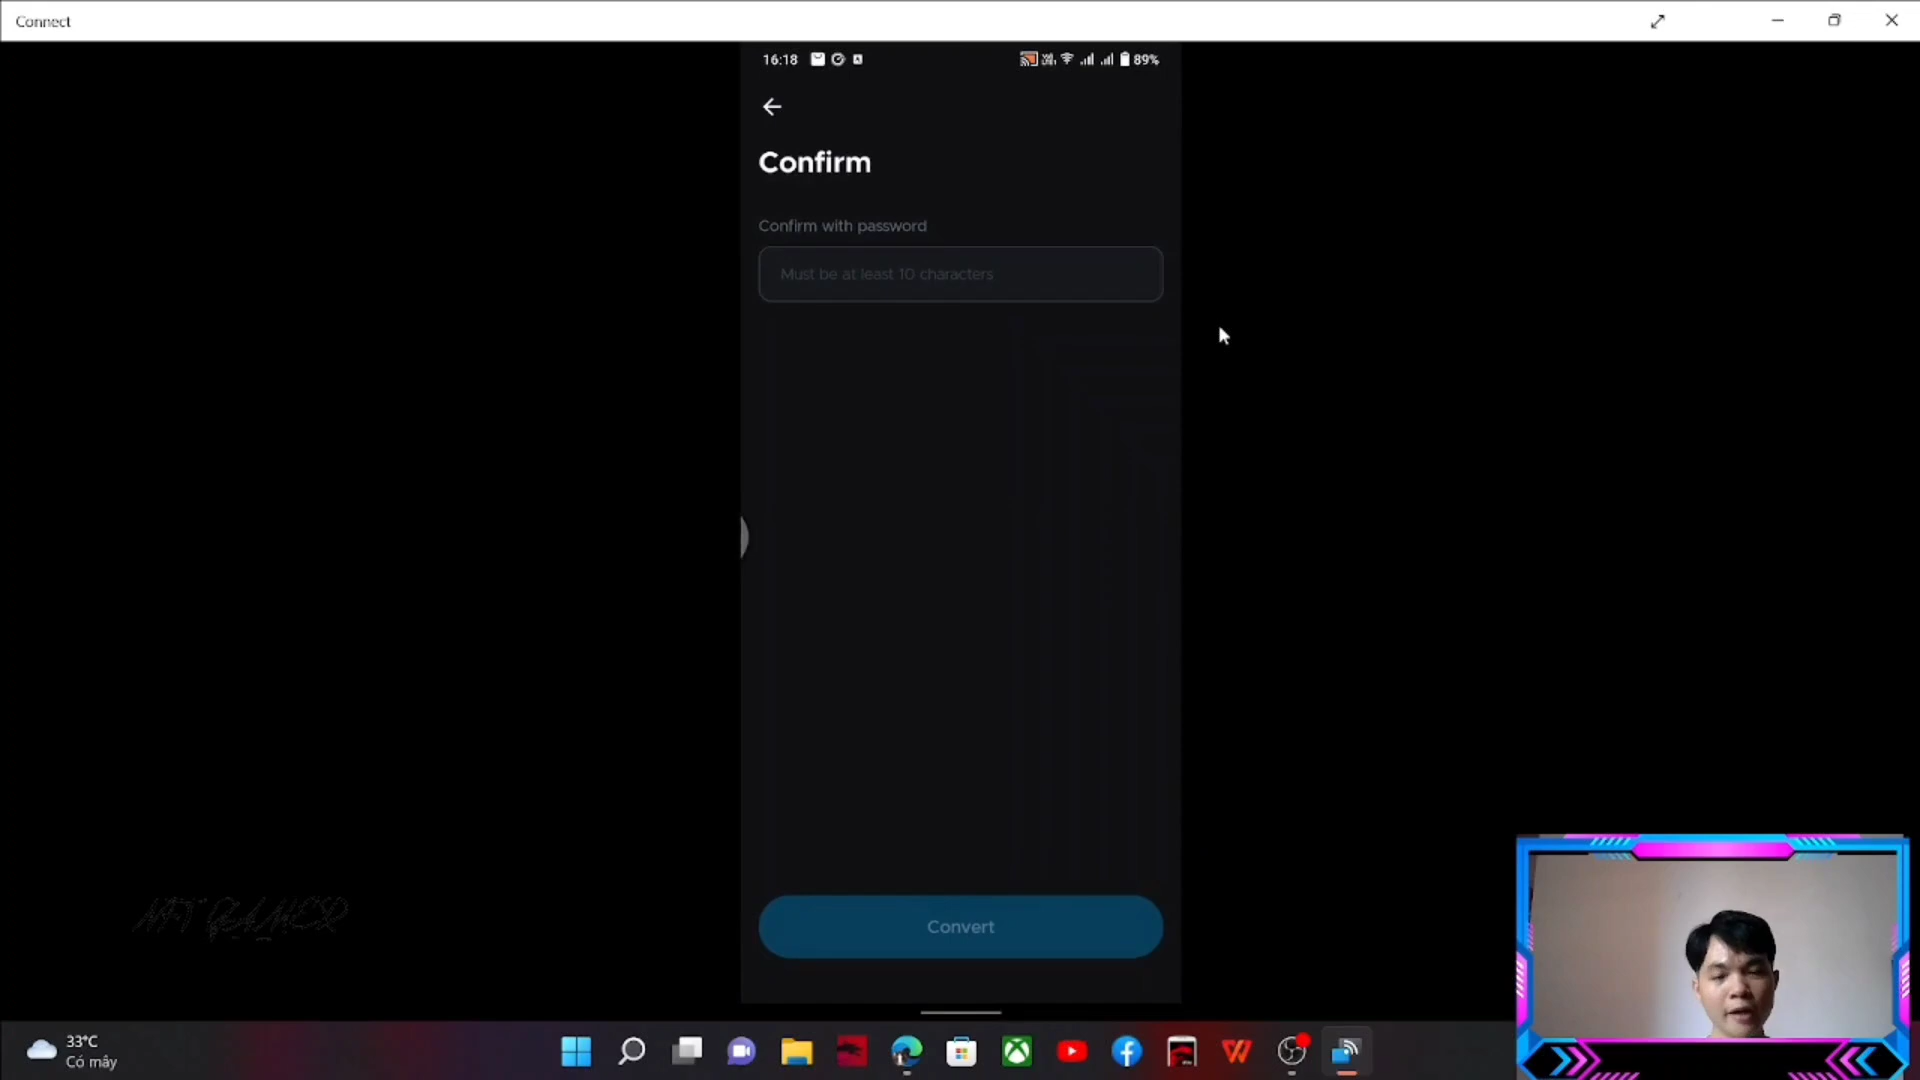 Connect
16:18
89%
Confirm
Confirm with password
Must be at least 10 characters
Convert
33°C
Có mây